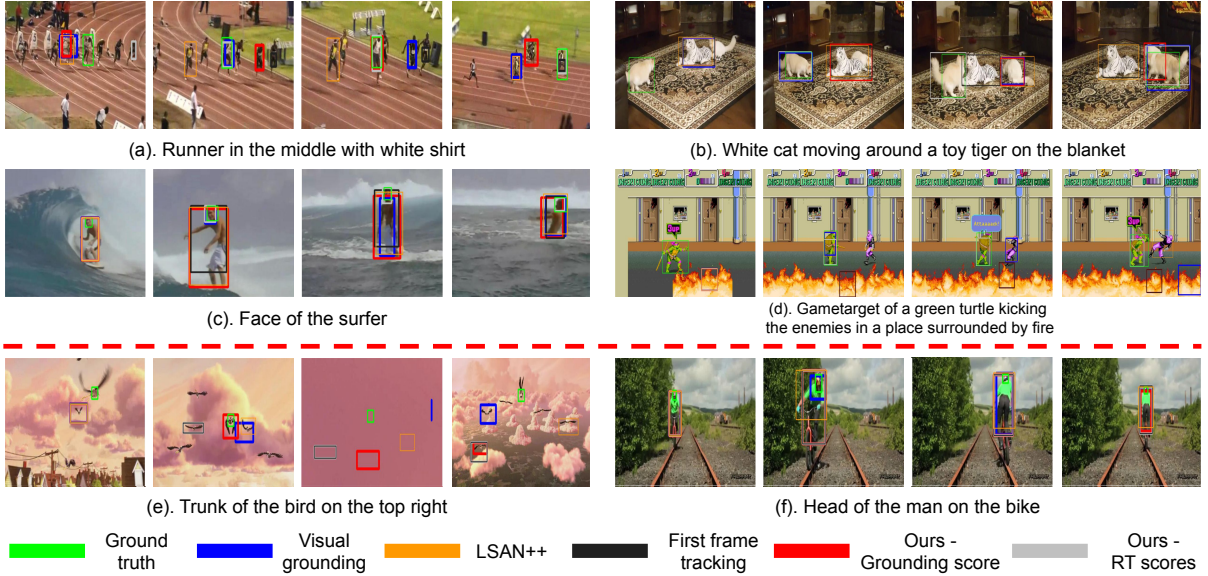 (a). Runner in the middle with white shirt
(b). White cat moving around a toy tiger on the blanket
(c). Face of the surfer
(d). Gametarget of a green turtle kicking
the enemies in a place surrounded by fire
(e). Trunk of the bird on the top right
(f). Head of the man on the bike
Ground
truth
Visual
grounding
LSAN++
First frame
tracking
Ours -
Grounding score
Ours -
RT scores